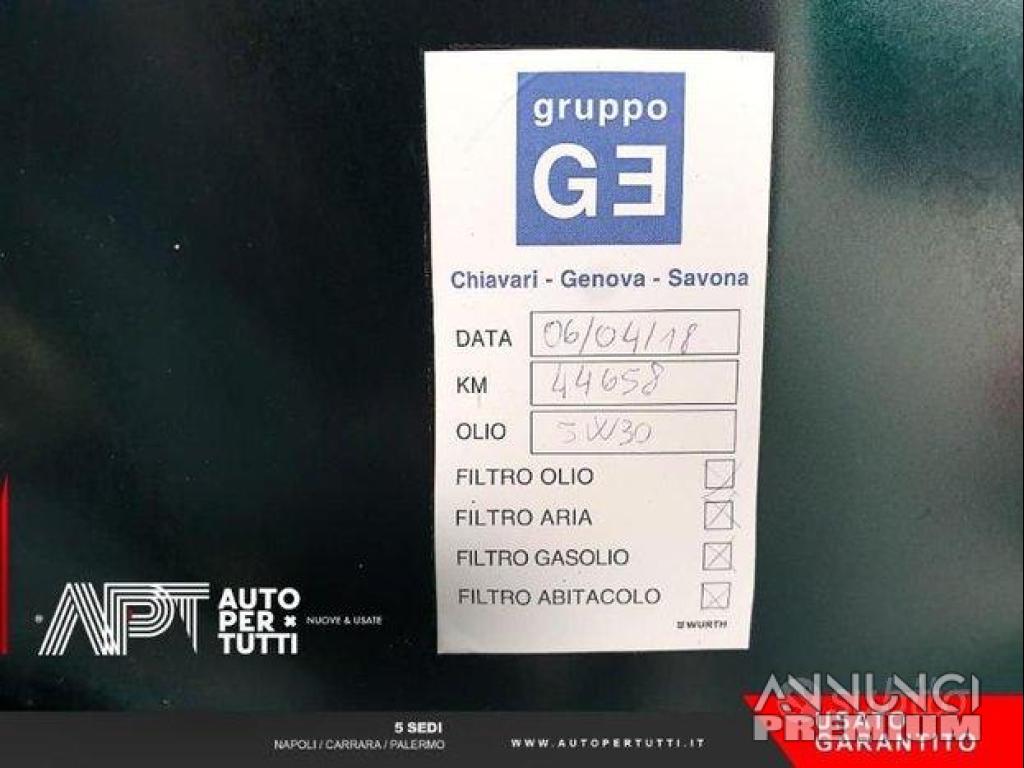 gruppo
GE
Chiavari - Genova - Savona
DATA 06/04/18
KM 44658
OLIO 5W30
FILTRO OLIO
FILTRO ARIA
FILTRO GASOLIO
FILTRO ABITACOLO
WÜRTH
APT AUTO PER TUTTI NUOVE & USATE
5 SEDI
NAPOLI / CARRARA / PALERMO
WWW.AUTOPERTUTTI.IT
ANNUNCI
PREMIUM
USATO
GARANTITO